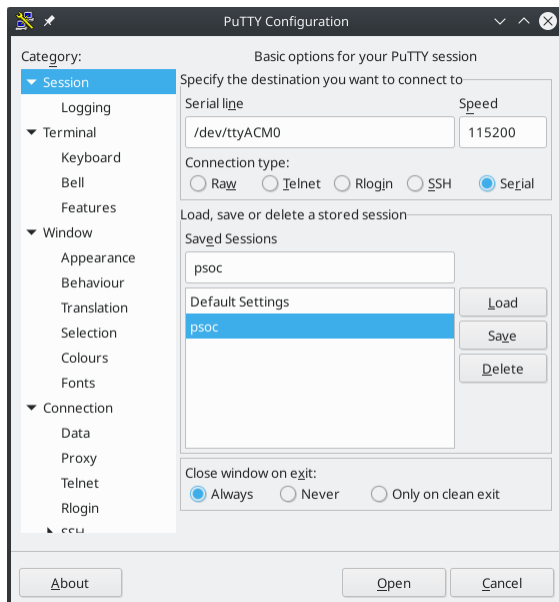 PuTTY Configuration
Category:
Session
Logging
Terminal
Keyboard
Bell
Features
Window
Appearance
Behaviour
Translation
Selection
Colours
Fonts
Connection
Data
Proxy
Telnet
Rlogin
SSH
Basic options for your PuTTY session
Specify the destination you want to connect to
Serial line Speed
/dev/ttyACM0 115200
Connection type:
Raw Telnet Rlogin SSH Serial
Load, save or delete a stored session
Saved Sessions
psoc
Default Settings
psoc
Load
Save
Delete
Close window on exit:
Always Never Only on clean exit
About Open Cancel